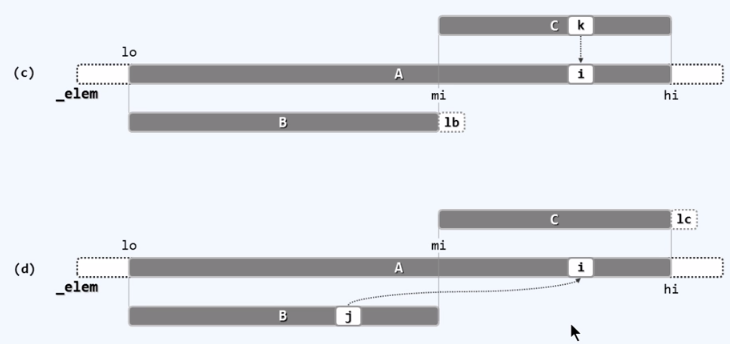 C k
lo
(c) A i
_elem mi hi
B lb
C lc
lo mi
(d) A i
_elem hi
B j